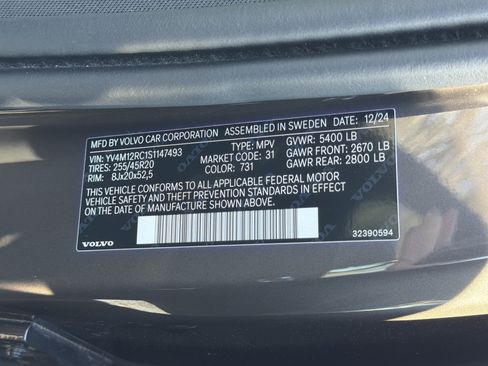 MFD BY VOLVO CAR CORPORATION ASSEMBLED IN SWEDEN DATE: 12/24
VIN: YV4M12RC1S1147493 TYPE: MPV GVWR: 5400 LB
TIRES: 255/45R20 MARKET CODE: 31 GAWR FRONT: 2670 LB
RIM: 8Jx20x52,5 COLOR: 731 GAWR REAR: 2800 LB
THIS VEHICLE CONFORMS TO ALL APPLICABLE FEDERAL MOTOR
VEHICLE SAFETY AND THEFT PREVENTION STANDARDS IN EFFECT
ON THE DATE OF MANUFACTURE SHOWN ABOVE.
VOLVO 32390594